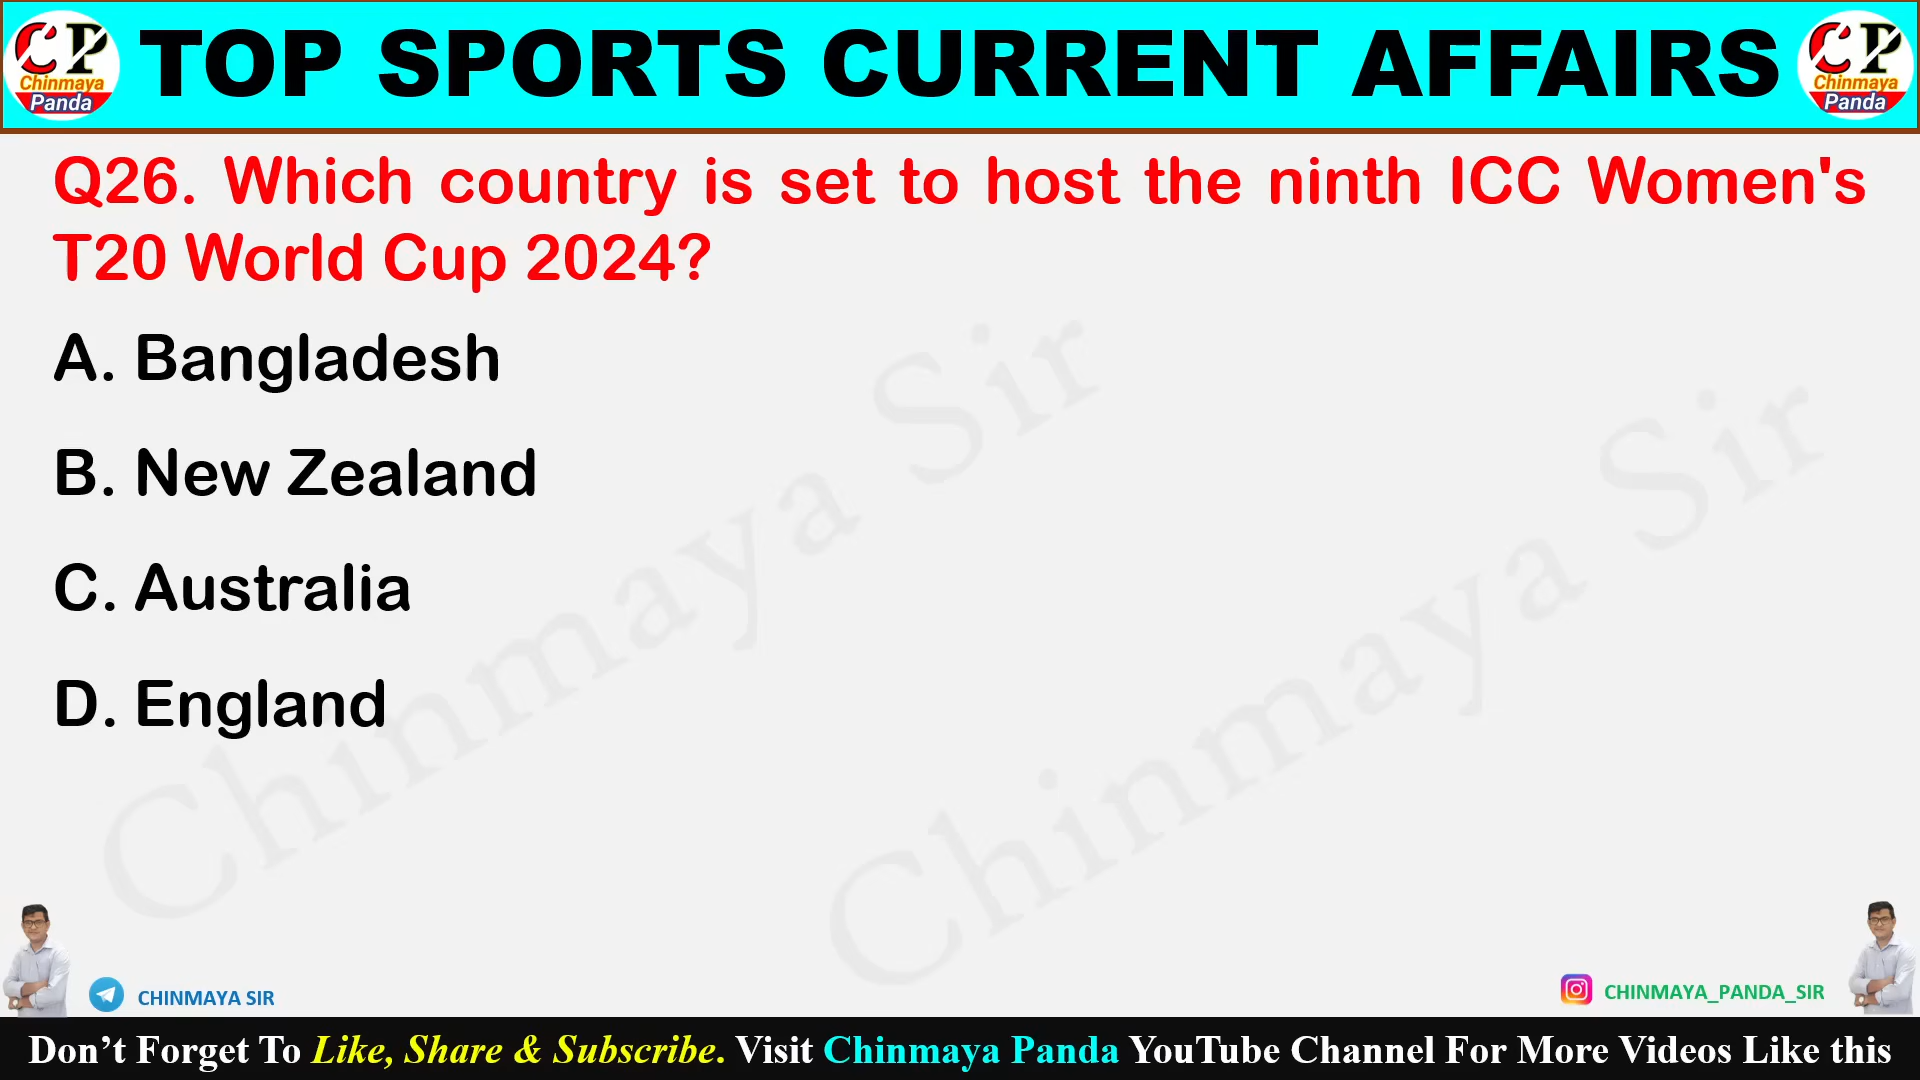 CP
Chinmaya
Panda
TOP SPORTS CURRENT AFFAIRS
CP
Chinmaya
Panda
Q26. Which country is set to host the ninth ICC Women's
T20 World Cup 2024?
A. Bangladesh
B. New Zealand
C. Australia
D. England
Chinmaya Sir
Chinmaya Sir
CHINMAYA SIR
CHINMAYA_PANDA_SIR
Don’t Forget To Like, Share & Subscribe. Visit Chinmaya Panda YouTube Channel For More Videos Like this